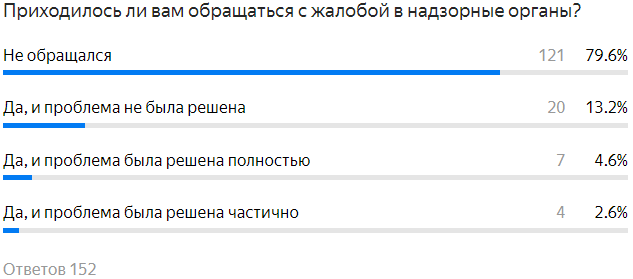 Приходилось ли вам обращаться с жалобой в надзорные органы?
Не обращался 121 79.6%
Да, и проблема не была решена 20 13.2%
Да, и проблема была решена полностью 7 4.6%
Да, и проблема была решена частично 4 2.6%
Ответов 152